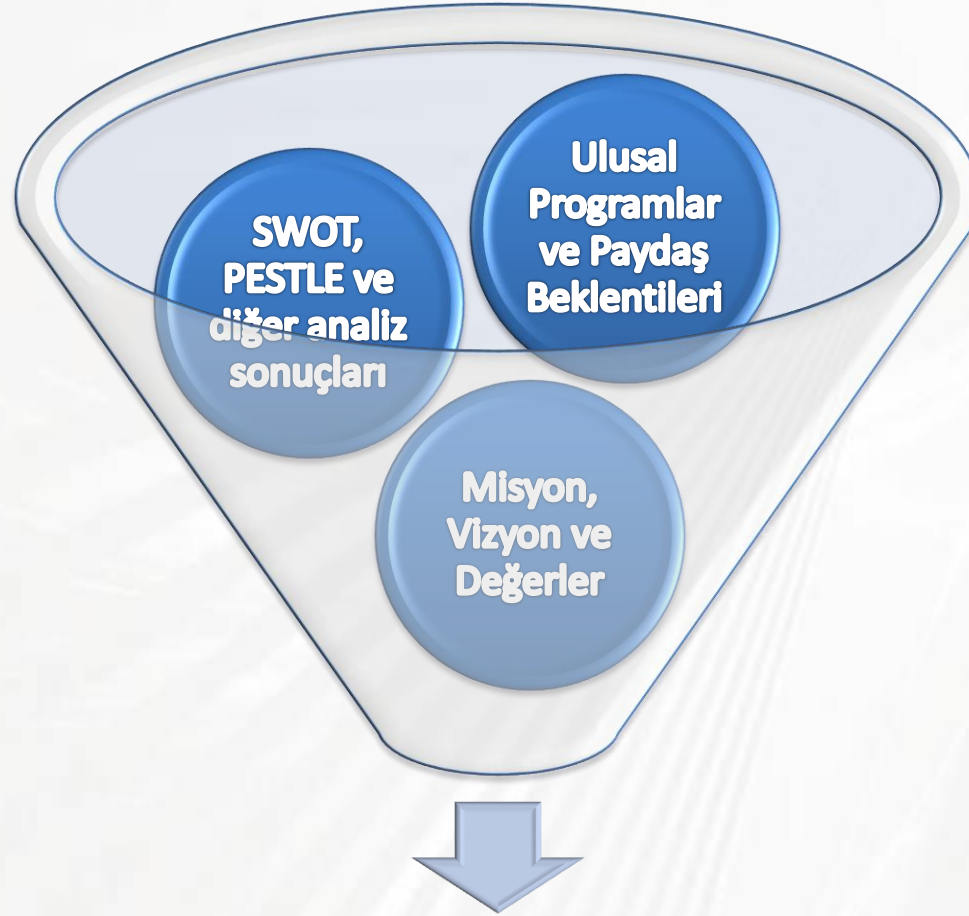 SWOT,
PESTLE ve
diğer analiz
sonuçları
Ulusal
Programlar
ve Paydaş
Beklentileri
Misyon,
Vizyon ve
Değerler